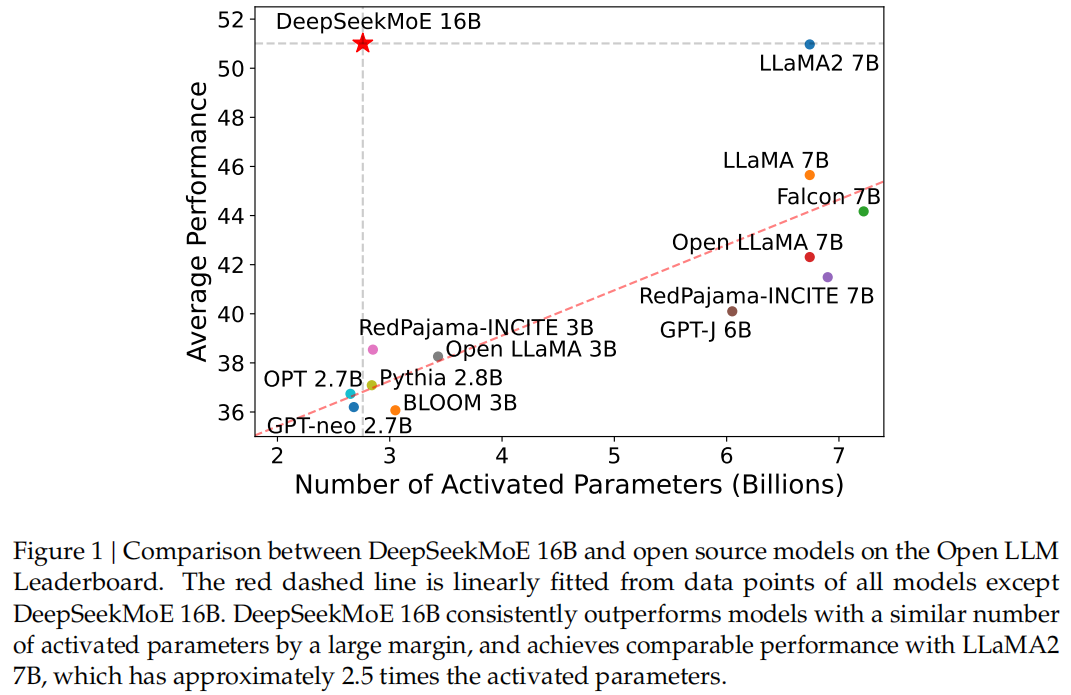 52
DeepSeekMoE 16B
50
LLaMA2 7B
48
46
LLaMA 7B
Falcon 7B
44
Open LLaMA 7B
42
RedPajama-INCITE 7B
40
GPT-J 6B
RedPajama-INCITE 3B
Open LLaMA 3B
38
OPT 2.7B
Pythia 2.8B
BLOOM 3B
36
GPT-neo 2.7B
Average Performance
2 3 4 5 6 7
Number of Activated Parameters (Billions)
Figure 1 | Comparison between DeepSeekMoE 16B and open source models on the Open LLM
Leaderboard. The red dashed line is linearly fitted from data points of all models except
DeepSeekMoE 16B. DeepSeekMoE 16B consistently outperforms models with a similar number
of activated parameters by a large margin, and achieves comparable performance with LLaMA2
7B, which has approximately 2.5 times the activated parameters.